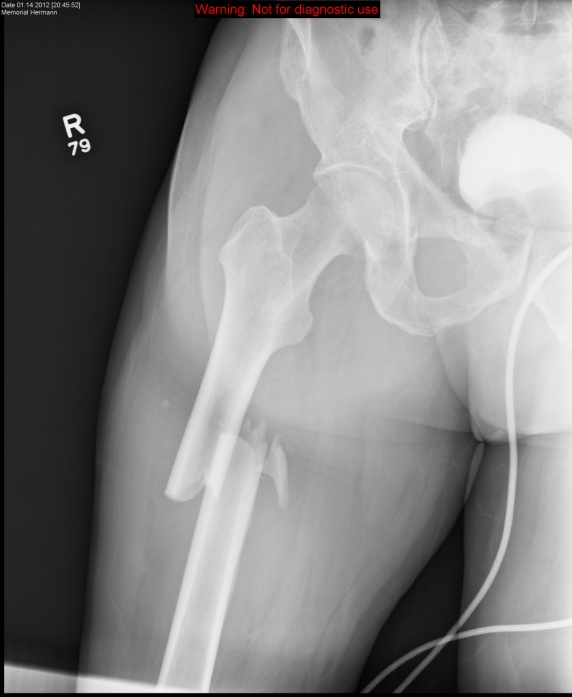 Date 01.14.2012 [20:45:52]
Memorial Hermann
Warning: Not for diagnostic use
R
79